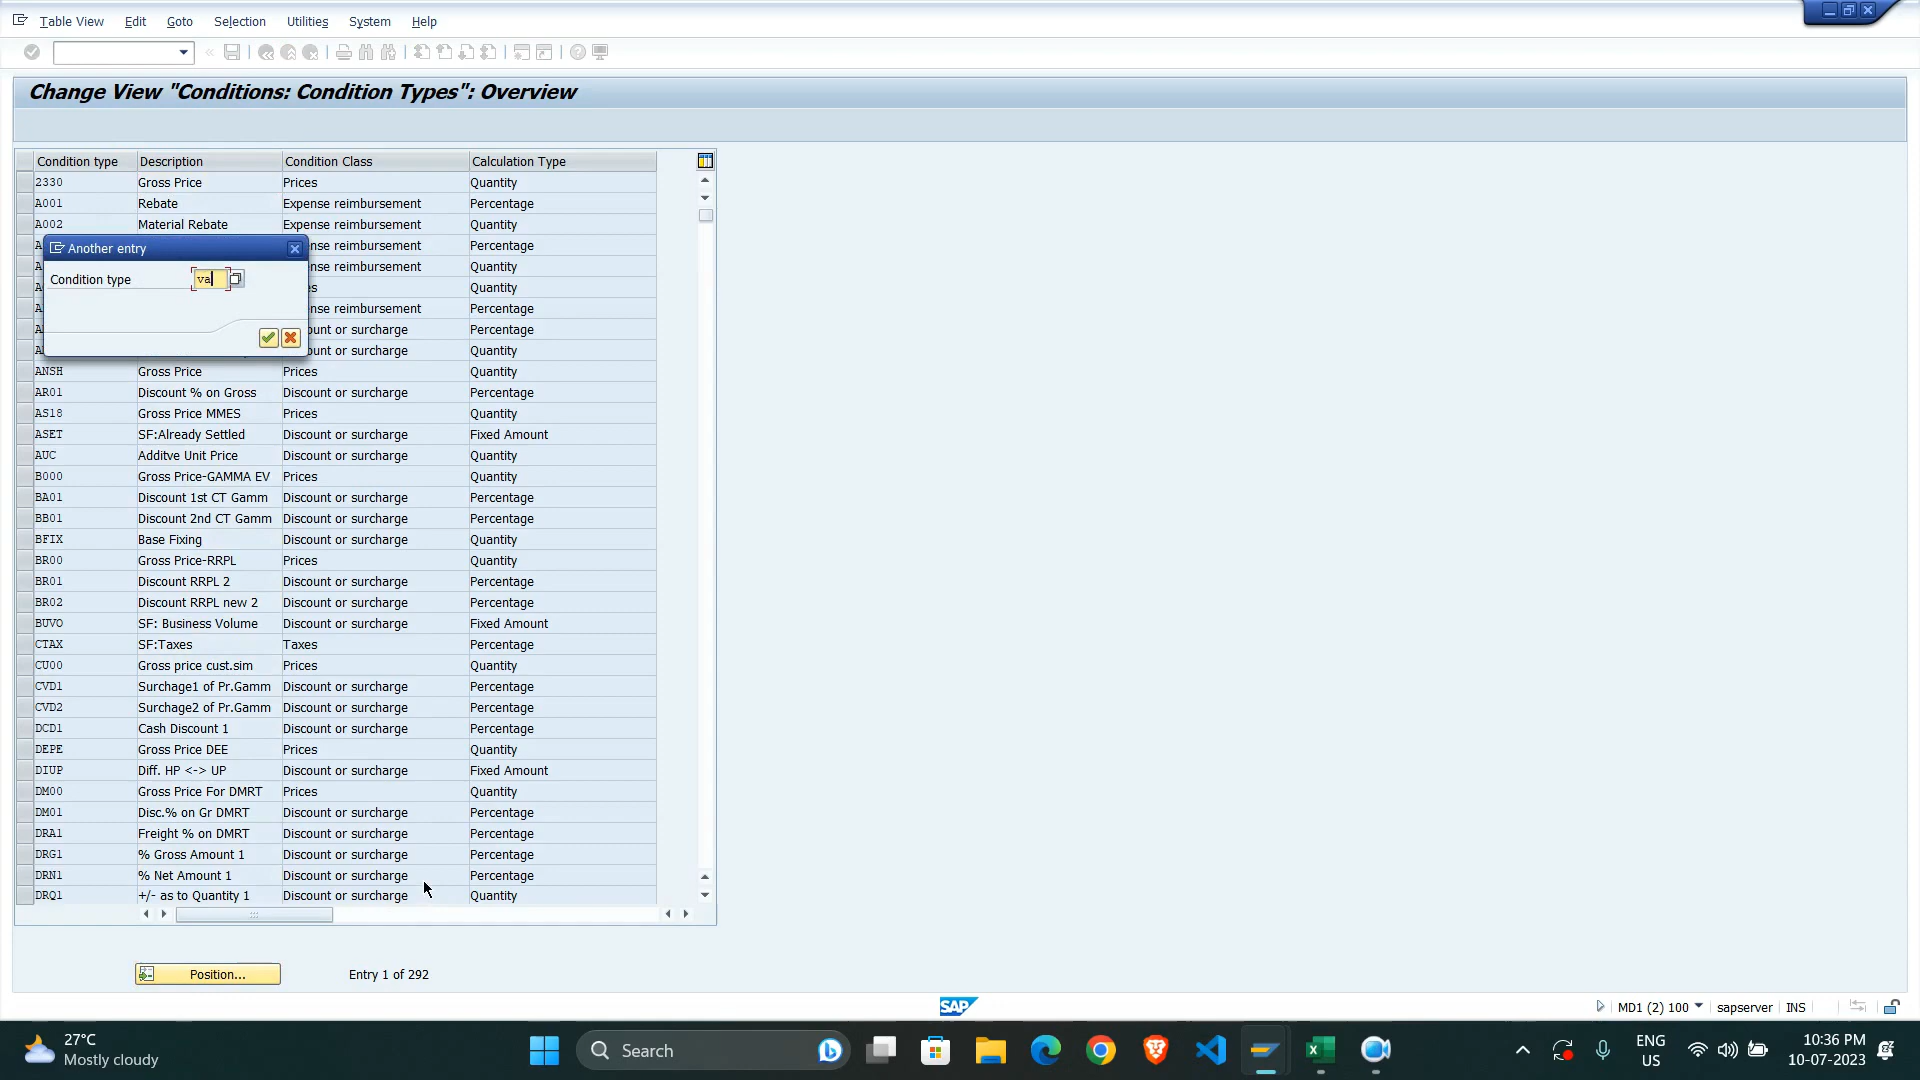 Table View Edit Goto Selection Utilities System Help
Change View "Conditions: Condition Types": Overview
Condition type Description Condition Class Calculation Type
2330 Gross Price Prices Quantity
A001 Rebate Expense reimbursement Percentage
A002 Material Rebate Expense reimbursement Quantity
Another entry
ense reimbursement Percentage
Condition type va
ense reimbursement Quantity
es Quantity
ense reimbursement Percentage
ount or surcharge Percentage
ount or surcharge Quantity
ANSH Gross Price Prices Quantity
AR01 Discount % on Gross Discount or surcharge Percentage
AS18 Gross Price MMES Prices Quantity
ASET SF:Already Settled Discount or surcharge Fixed Amount
AUC Additve Unit Price Discount or surcharge Quantity
B000 Gross Price-GAMMA EV Prices Quantity
BA01 Discount 1st CT Gamm Discount or surcharge Percentage
BB01 Discount 2nd CT Gamm Discount or surcharge Percentage
BFIX Base Fixing Discount or surcharge Quantity
BR00 Gross Price-RRPL Prices Quantity
BR01 Discount RRPL 2 Discount or surcharge Percentage
BR02 Discount RRPL new 2 Discount or surcharge Percentage
BUVO SF: Business Volume Discount or surcharge Fixed Amount
CTAX SF:Taxes Taxes Percentage
CU00 Gross price cust.sim Prices Quantity
CVD1 Surchage1 of Pr.Gamm Discount or surcharge Percentage
CVD2 Surchage2 of Pr.Gamm Discount or surcharge Percentage
DCD1 Cash Discount 1 Discount or surcharge Percentage
DEPE Gross Price DEE Prices Quantity
DIUP Diff. HP <-> UP Discount or surcharge Fixed Amount
DM00 Gross Price For DMRT Prices Quantity
DM01 Disc.% on Gr DMRT Discount or surcharge Percentage
DRA1 Freight % on DMRT Discount or surcharge Percentage
DRG1 % Gross Amount 1 Discount or surcharge Percentage
DRN1 % Net Amount 1 Discount or surcharge Percentage
DRQ1 +/- as to Quantity 1 Discount or surcharge Quantity
Position... Entry 1 of 292
SAP MD1 (2) 100 sapserver INS
27°C
Mostly cloudy
Search
ENG
US
10:36 PM
10-07-2023